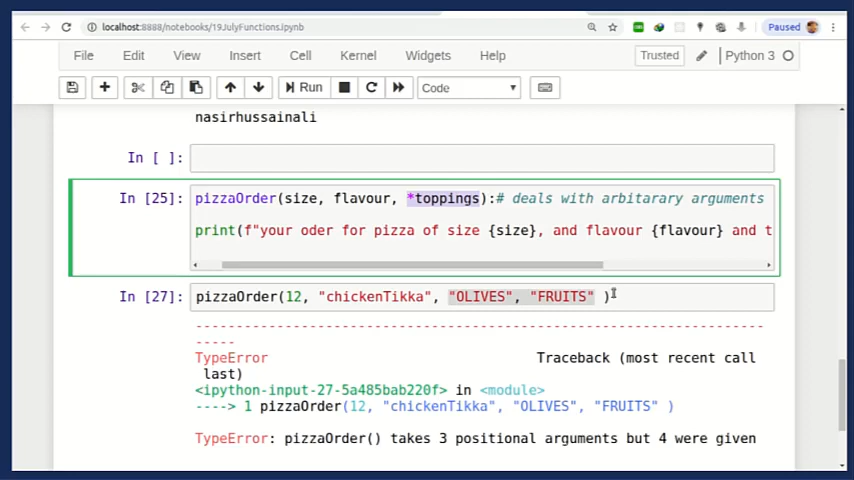 localhost:8888/notebooks/19JulyFunctions.ipynb
Paused
File Edit View Insert Cell Kernel Widgets Help
Trusted
Python 3
Run
Code
nasirhussainali
In [ ]:
In [25]: pizzaOrder(size, flavour, *toppings):# deals with arbitarary arguments
print(f"your oder for pizza of size {size}, and flavour {flavour} and t
In [27]: pizzaOrder(12, "chickenTikka", "OLIVES", "FRUITS" )
--------------------------------------------------------------------------
-----
TypeError                                 Traceback (most recent call
 last)
<ipython-input-27-5a485bab220f> in <module>
----> 1 pizzaOrder(12, "chickenTikka", "OLIVES", "FRUITS" )
TypeError: pizzaOrder() takes 3 positional arguments but 4 were given